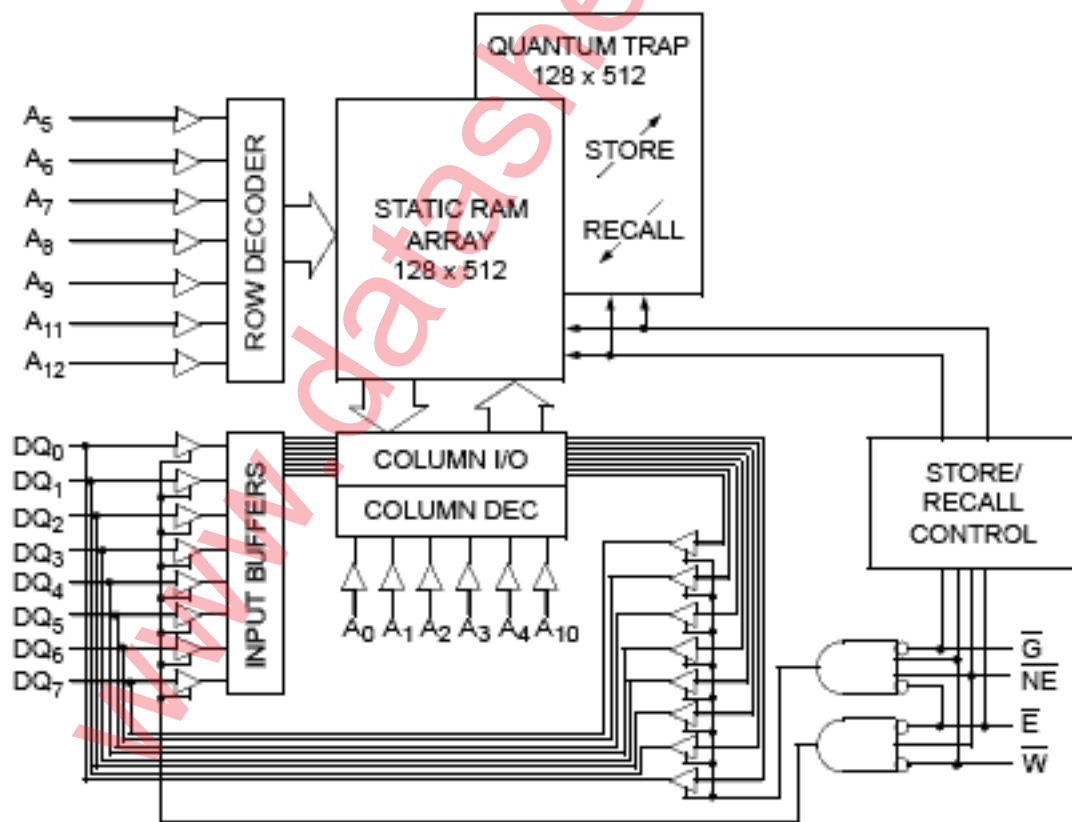 QUANTUM TRAP
128 x 512
STORE
RECALL
STATIC RAM
ARRAY
128 x 512
A5
A6
A7
A8
A9
A11
A12
ROW DECODER
DQ0
DQ1
DQ2
DQ3
DQ4
DQ5
DQ6
DQ7
INPUT BUFFERS
COLUMN I/O
COLUMN DEC
A0 A1 A2 A3 A4 A10
STORE/
RECALL
CONTROL
G̅
N̅E̅
E̅
W̅
www.datashe